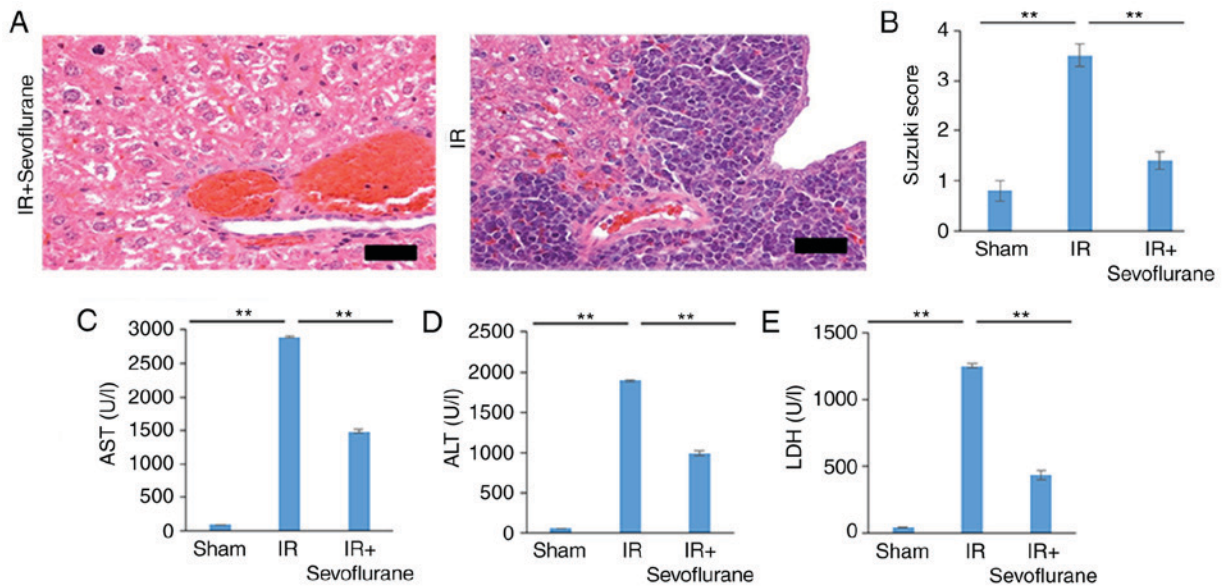 A
IR+Sevoflurane
IR
B
**
**
Suzuki score
4
3
2
1
0
Sham
IR
IR+
Sevoflurane
C
**
**
AST (U/l)
3000
2500
2000
1500
1000
500
0
Sham
IR
IR+
Sevoflurane
D
**
**
ALT (U/l)
2500
2000
1500
1000
500
0
Sham
IR
IR+
Sevoflurane
E
**
**
LDH (U/l)
1500
1000
500
0
Sham
IR
IR+
Sevoflurane